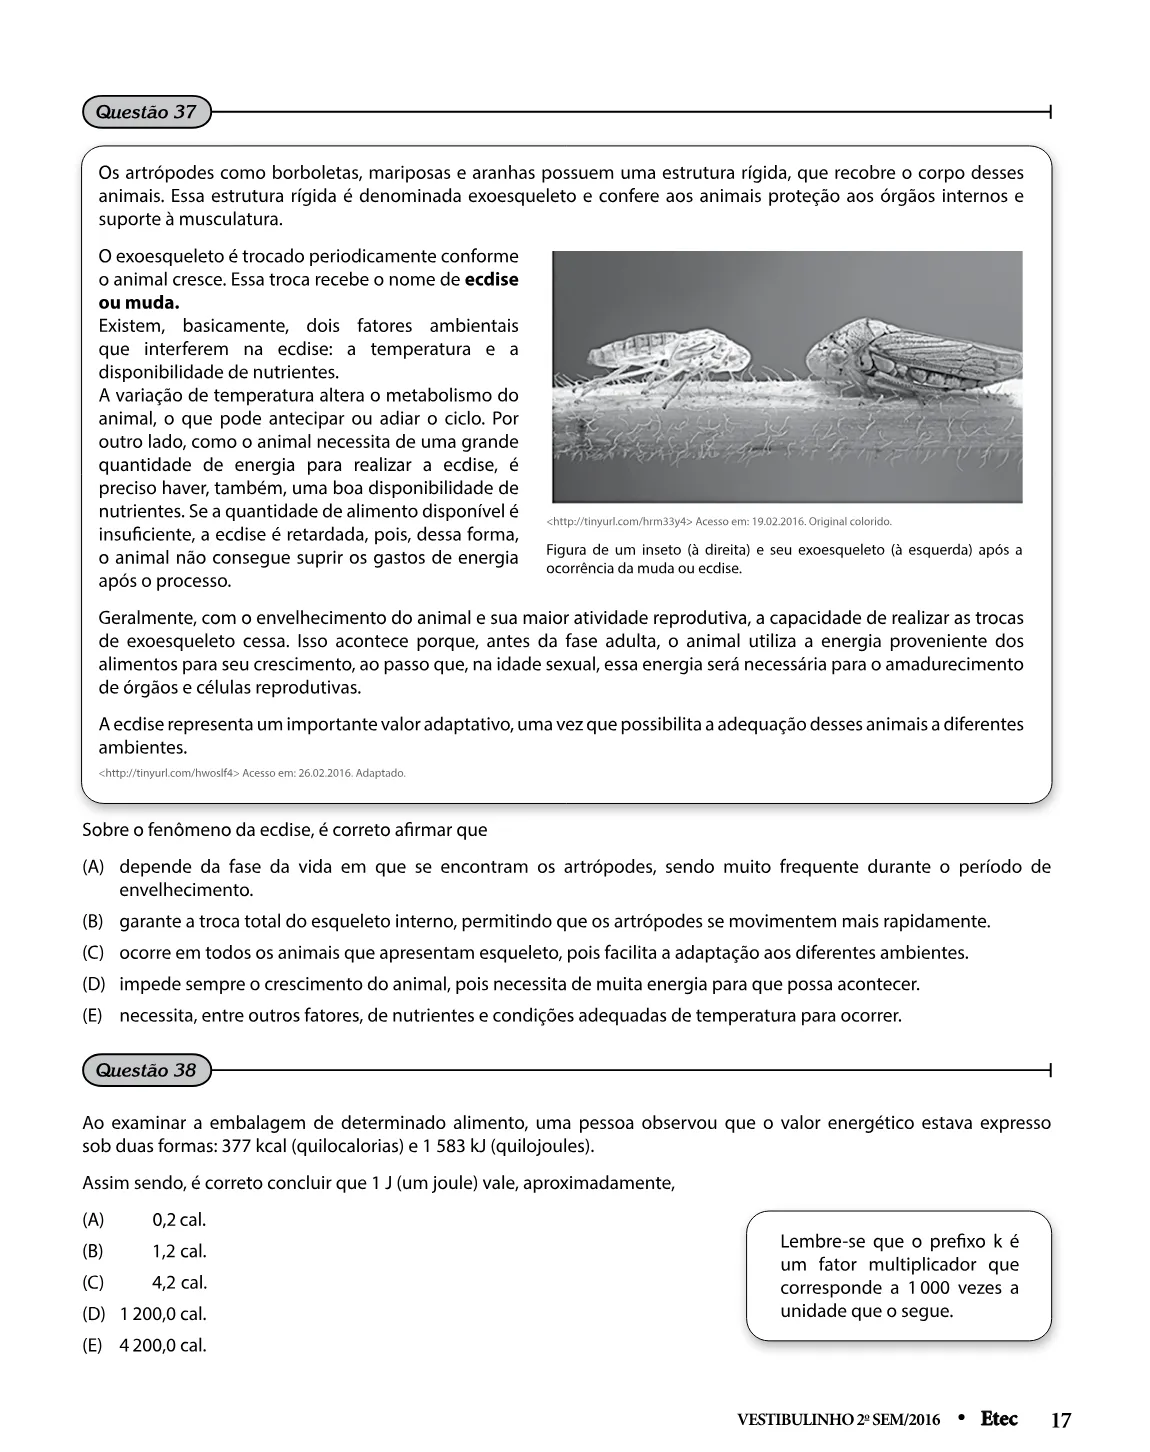 Questão 37
Os artrópodes como borboletas, mariposas e aranhas possuem uma estrutura rígida, que recobre o corpo desses
animais. Essa estrutura rígida é denominada exoesqueleto e confere aos animais proteção aos órgãos internos e
suporte à musculatura.
O exoesqueleto é trocado periodicamente conforme
o animal cresce. Essa troca recebe o nome de ecdise
ou muda.
Existem, basicamente, dois fatores ambientais
que interferem na ecdise: a temperatura e a
disponibilidade de nutrientes.
A variação de temperatura altera o metabolismo do
animal, o que pode antecipar ou adiar o ciclo. Por
outro lado, como o animal necessita de uma grande
quantidade de energia para realizar a ecdise, é
preciso haver, também, uma boa disponibilidade de
nutrientes. Se a quantidade de alimento disponível é
insuficiente, a ecdise é retardada, pois, dessa forma,
o animal não consegue suprir os gastos de energia
após o processo.
<http://tinyurl.com/hrm33y4> Acesso em: 19.02.2016. Original colorido.
Figura de um inseto (à direita) e seu exoesqueleto (à esquerda) após a
ocorrência da muda ou ecdise.
Geralmente, com o envelhecimento do animal e sua maior atividade reprodutiva, a capacidade de realizar as trocas
de exoesqueleto cessa. Isso acontece porque, antes da fase adulta, o animal utiliza a energia proveniente dos
alimentos para seu crescimento, ao passo que, na idade sexual, essa energia será necessária para o amadurecimento
de órgãos e células reprodutivas.
A ecdise representa um importante valor adaptativo, uma vez que possibilita a adequação desses animais a diferentes
ambientes.
<http://tinyurl.com/hwoslf4> Acesso em: 26.02.2016. Adaptado.
Sobre o fenômeno da ecdise, é correto afirmar que
(A) depende da fase da vida em que se encontram os artrópodes, sendo muito frequente durante o período de
envelhecimento.
(B) garante a troca total do esqueleto interno, permitindo que os artrópodes se movimentem mais rapidamente.
(C) ocorre em todos os animais que apresentam esqueleto, pois facilita a adaptação aos diferentes ambientes.
(D) impede sempre o crescimento do animal, pois necessita de muita energia para que possa acontecer.
(E) necessita, entre outros fatores, de nutrientes e condições adequadas de temperatura para ocorrer.
Questão 38
Ao examinar a embalagem de determinado alimento, uma pessoa observou que o valor energético estava expresso
sob duas formas: 377 kcal (quilocalorias) e 1 583 kJ (quilojoules).
Assim sendo, é correto concluir que 1 J (um joule) vale, aproximadamente,
(A) 0,2 cal.
(B) 1,2 cal.
(C) 4,2 cal.
(D) 1 200,0 cal.
(E) 4 200,0 cal.
Lembre-se que o prefixo k é
um fator multiplicador que
corresponde a 1 000 vezes a
unidade que o segue.
VESTIBULINHO 2º SEM/2016 • Etec 17